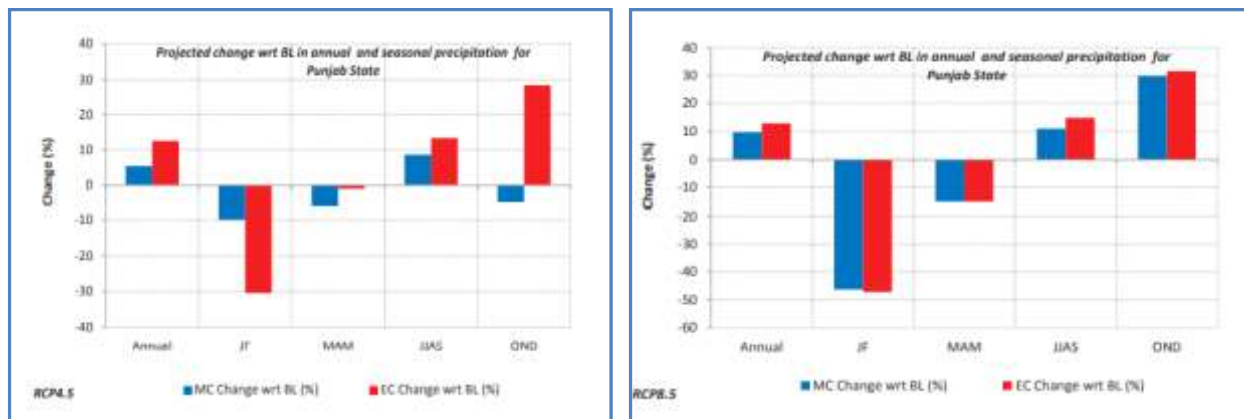 Projected change wrt BL in annual and seasonal precipitation for
Punjab State
40
30
20
10
0
-10
-20
-30
-40
Change (%)
Annual JF MAM JJAS OND
MC Change wrt BL (%) EC Change wrt BL (%)
RCP4.5
Projected change wrt BL in annual and seasonal precipitation for
Punjab State
40
30
20
10
0
-10
-20
-30
-40
-50
-60
Change (%)
Annual JF MAM JJAS OND
MC Change wrt BL (%) EC Change wrt BL (%)
RCP8.5